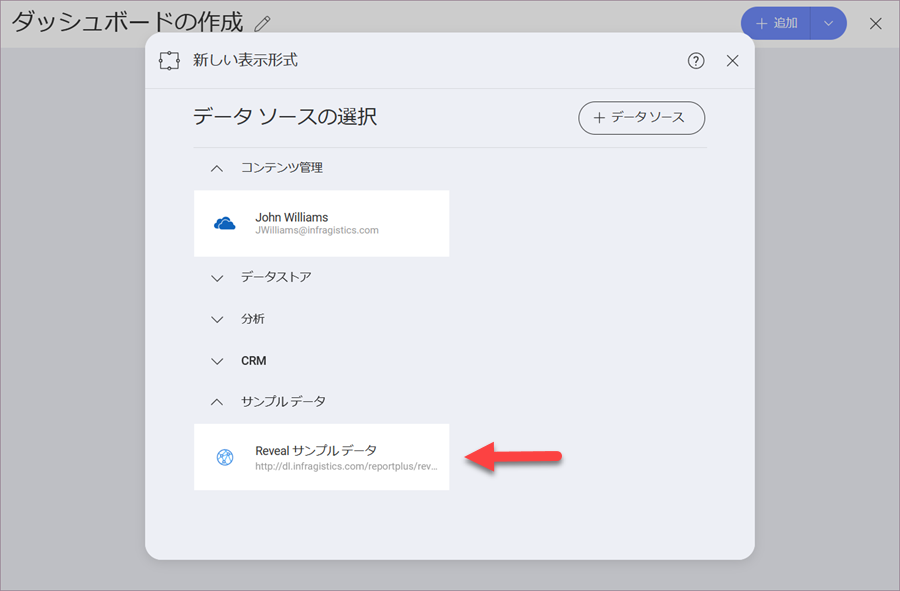 ダッシュボードの作成
＋ 追加
新しい表示形式
データ ソースの選択
＋ データ ソース
コンテンツ管理
John Williams
JWilliams@infragistics.com
データストア
分析
CRM
サンプル データ
Reveal サンプル データ
http://dl.infragistics.com/reportplus/rev...